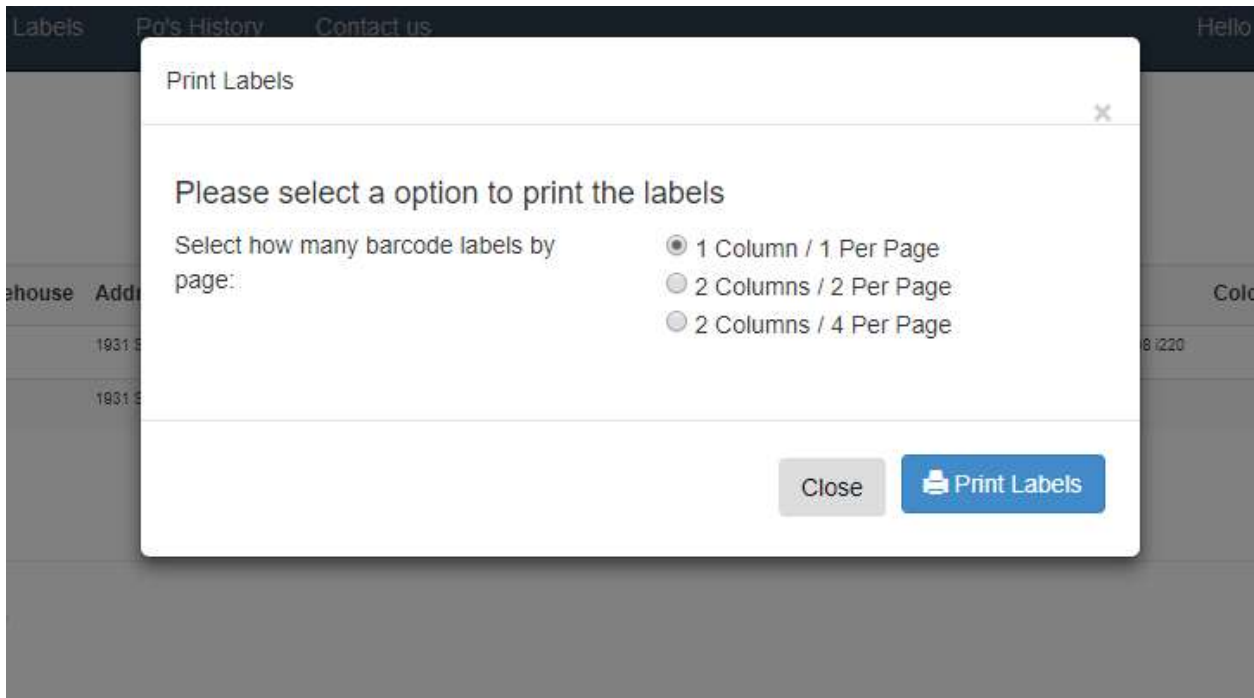 Labels Po's History Contact us Hello
Print Labels
×
Please select a option to print the labels
Select how many barcode labels by
page:
1 Column / 1 Per Page
2 Columns / 2 Per Page
2 Columns / 4 Per Page
ehouse Addr Colo
1931 S 8 i220
1931 S
Close Print Labels